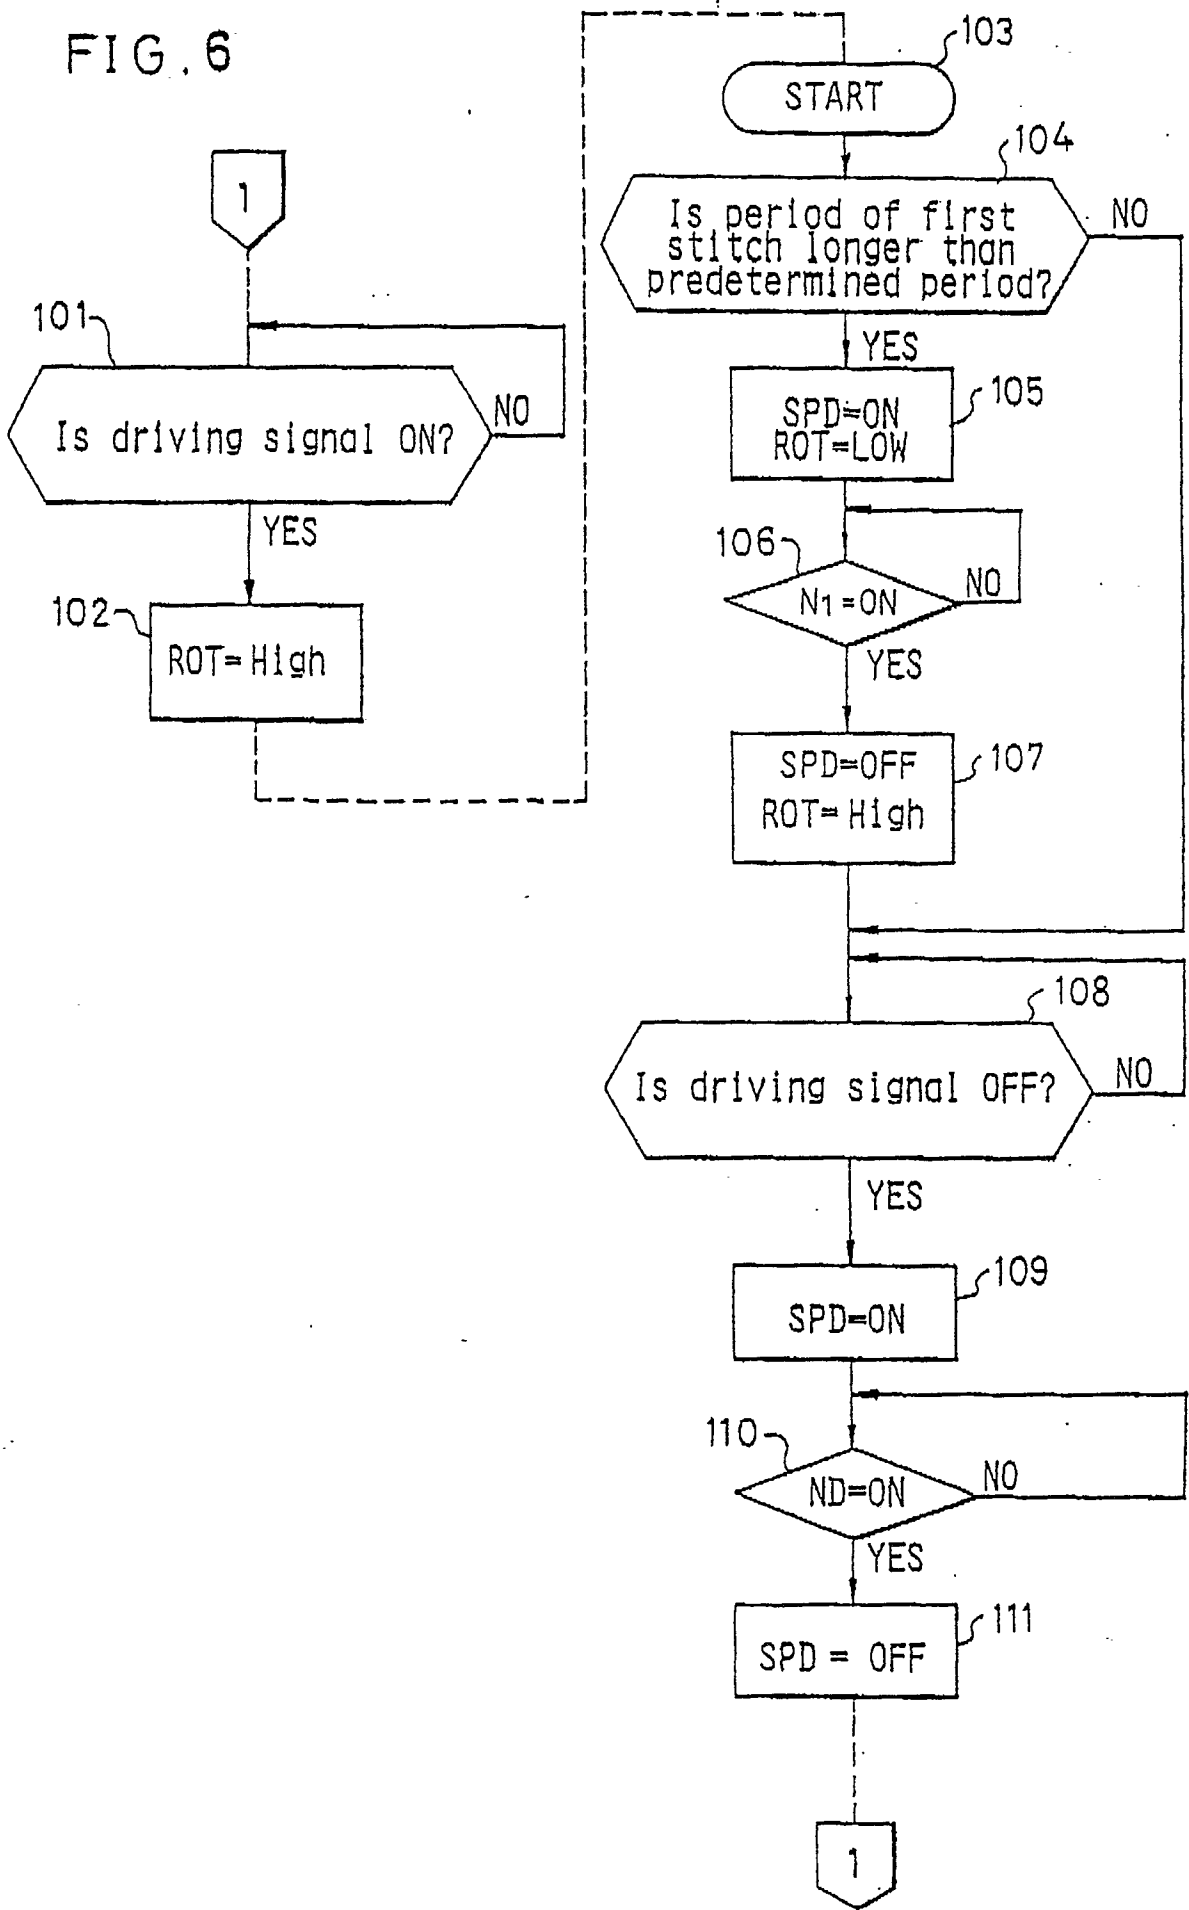 FIG.6
1
101
Is driving signal ON?
NO
YES
102
ROT=High
103
START
104
Is period of first
stitch longer than
predetermined period?
NO
YES
105
SPD=ON
ROT=LOW
106
N1=ON
NO
YES
107
SPD=OFF
ROT=High
108
Is driving signal OFF?
NO
YES
109
SPD=ON
110
ND=ON
NO
YES
111
SPD = OFF
1